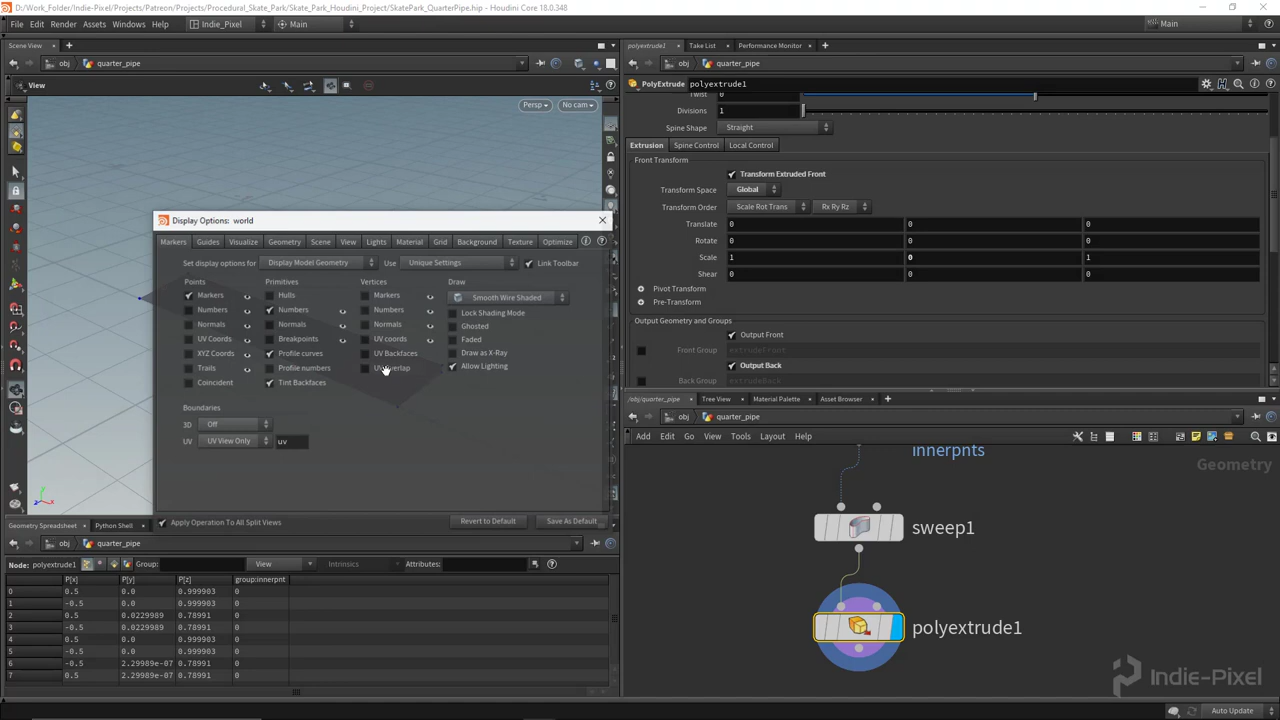 D:/Work_Folder/Indie-Pixel/Projects/Patreon/Projects/Procedural_Skate_Park/Skate_Park_Houdini_Project/SkatePark_QuarterPipe.hip - Houdini Core 18.0.348
File Edit Render Assets Windows Help Indie_Pixel Main Main
Scene View
obj quarter_pipe
View
Persp No cam
Display Options: world
Markers Guides Visualize Geometry Scene View Lights Material Grid Background Texture Optimize
Set display options for Display Model Geometry Use Unique Settings Link Toolbar
Points Primitives Vertices Draw
Markers Hulls Markers Smooth Wire Shaded
Numbers Numbers Numbers Lock Shading Mode
Normals Normals Normals Ghosted
UV Coords Breakpoints UV coords Faded
XYZ Coords Profile curves UV Backfaces Draw as X-Ray
Trails Profile numbers UV Overlap Allow Lighting
Coincident Tint Backfaces
Boundaries
3D Off
UV UV View Only uv
Apply Operation To All Split Views Revert to Default Save As Default
Geometry Spreadsheet Python Shell
obj quarter_pipe
Node: polyextrude1 Group: View Intrinsics Attributes:
P[x] P[y] P[z] group:innerpnt
0 0.5 0.0 0.999903 0
1 -0.5 0.0 0.999903 0
2 0.5 0.0229989 0.78991 0
3 -0.5 0.0229989 0.78991 0
4 0.5 0.0 0.999903 0
5 -0.5 0.0 0.999903 0
6 -0.5 2.29989e-07 0.78991 0
7 0.5 2.29989e-07 0.78991 0
polyextrude1 Take List Performance Monitor
obj quarter_pipe
PolyExtrude polyextrude1
Twist 0
Divisions 1
Spine Shape Straight
Extrusion Spine Control Local Control
Front Transform
Transform Extruded Front
Transform Space Global
Transform Order Scale Rot Trans Rx Ry Rz
Translate 0 0 0
Rotate 0 0 0
Scale 1 0 1
Shear 0 0 0
Pivot Transform
Pre-Transform
Output Geometry and Groups
Output Front
Front Group extrudeFront
Output Back
Back Group extrudeBack
/obj/quarter_pipe Tree View Material Palette Asset Browser
obj quarter_pipe
Add Edit Go View Tools Layout Help
innerpnts
Geometry
sweep1
polyextrude1
Indie-Pixel
Auto Update